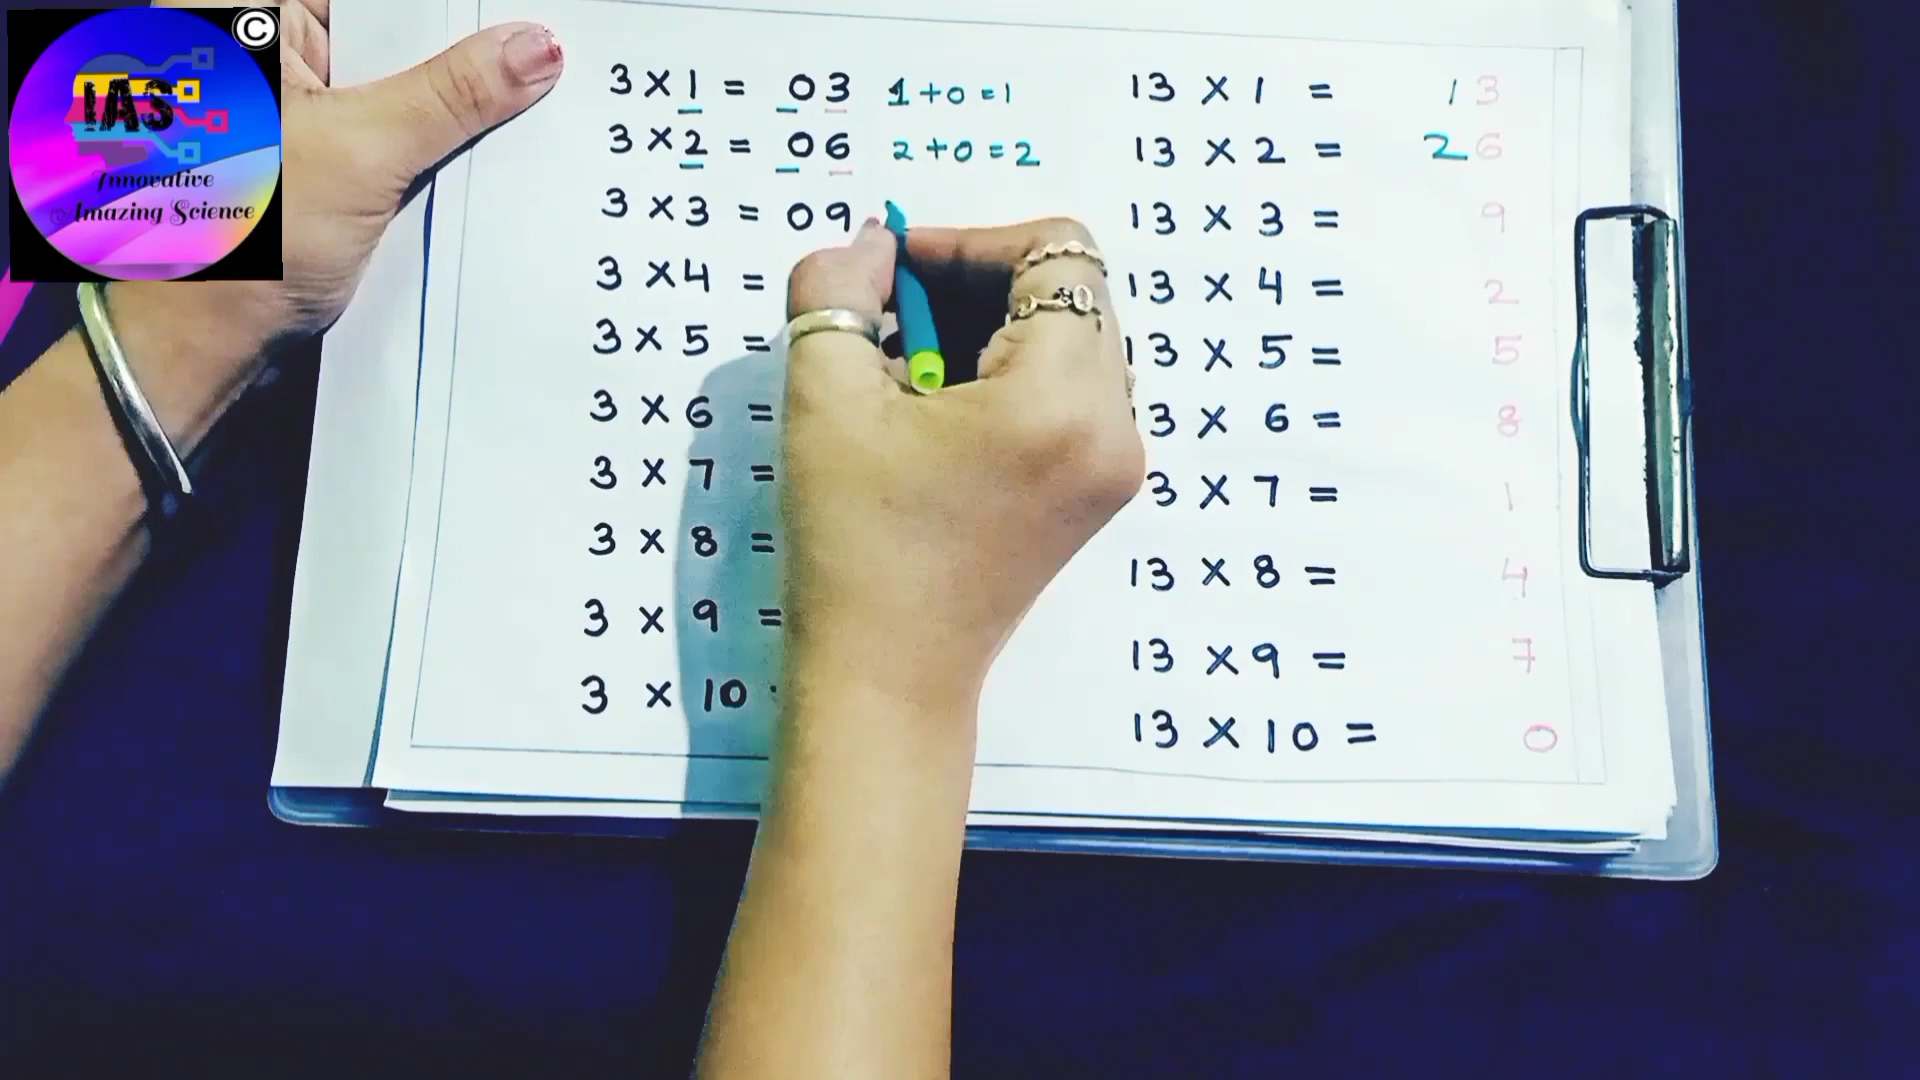 ©
IAS
Innovative
Amazing Science
3 × 1 = 03 1+0=1
3 × 2 = 06 2+0=2
3 × 3 = 09
3 × 4 =
3 × 5 =
3 × 6 =
3 × 7 =
3 × 8 =
3 × 9 =
3 × 10
13 × 1 = 13
13 × 2 = 26
13 × 3 = 9
13 × 4 = 2
13 × 5 = 5
13 × 6 = 8
13 × 7 = 1
13 × 8 = 4
13 × 9 = 7
13 × 10 = 0